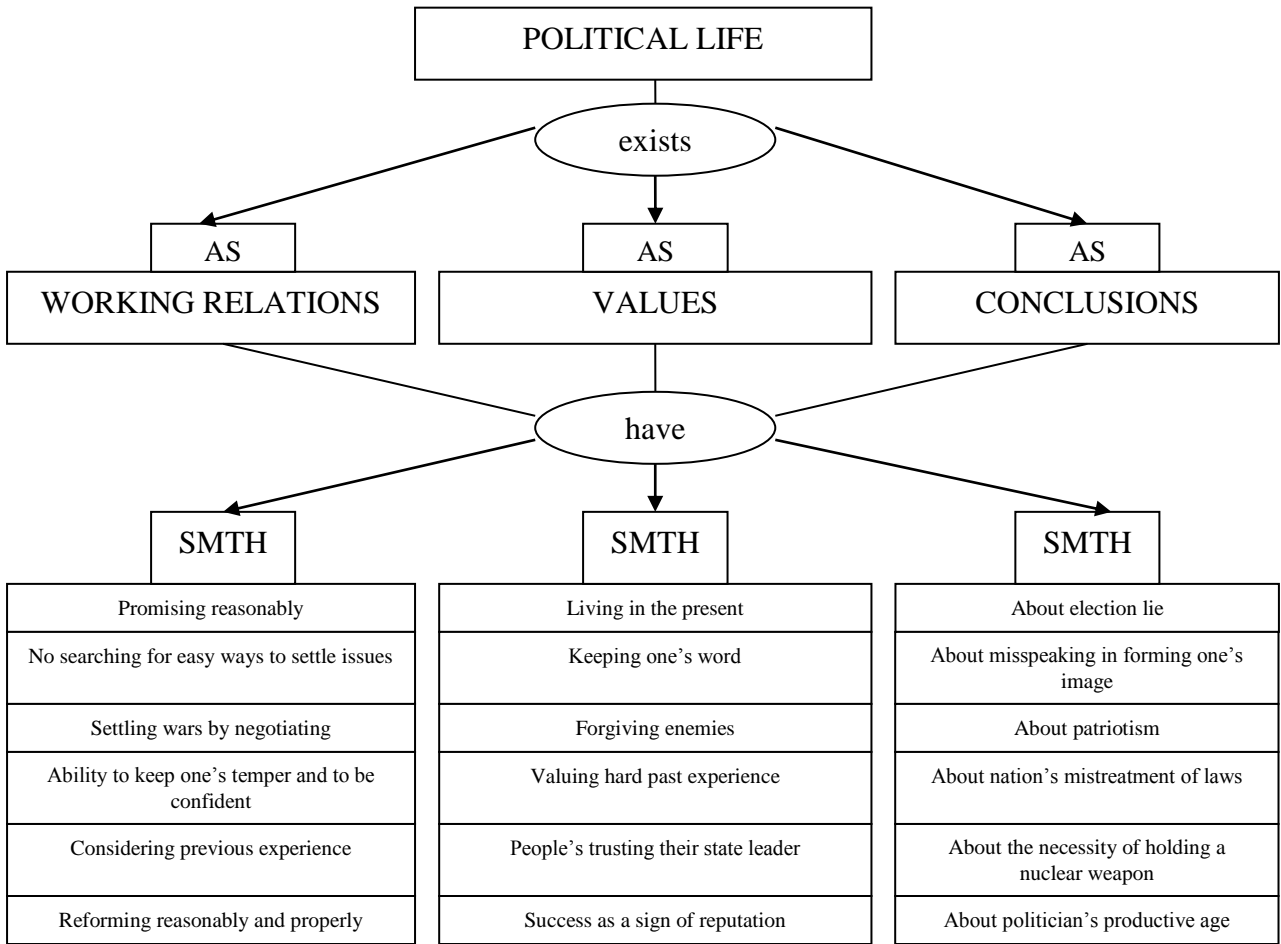 POLITICAL LIFE
exists
AS
AS
AS
WORKING RELATIONS
VALUES
CONCLUSIONS
have
SMTH
SMTH
SMTH
Promising reasonably
Living in the present
About election lie
No searching for easy ways to settle issues
Keeping one’s word
About misspeaking in forming one’s
image
Settling wars by negotiating
Forgiving enemies
About patriotism
Ability to keep one’s temper and to be
confident
Valuing hard past experience
About nation’s mistreatment of laws
Considering previous experience
People’s trusting their state leader
About the necessity of holding a
nuclear weapon
Reforming reasonably and properly
Success as a sign of reputation
About politician’s productive age